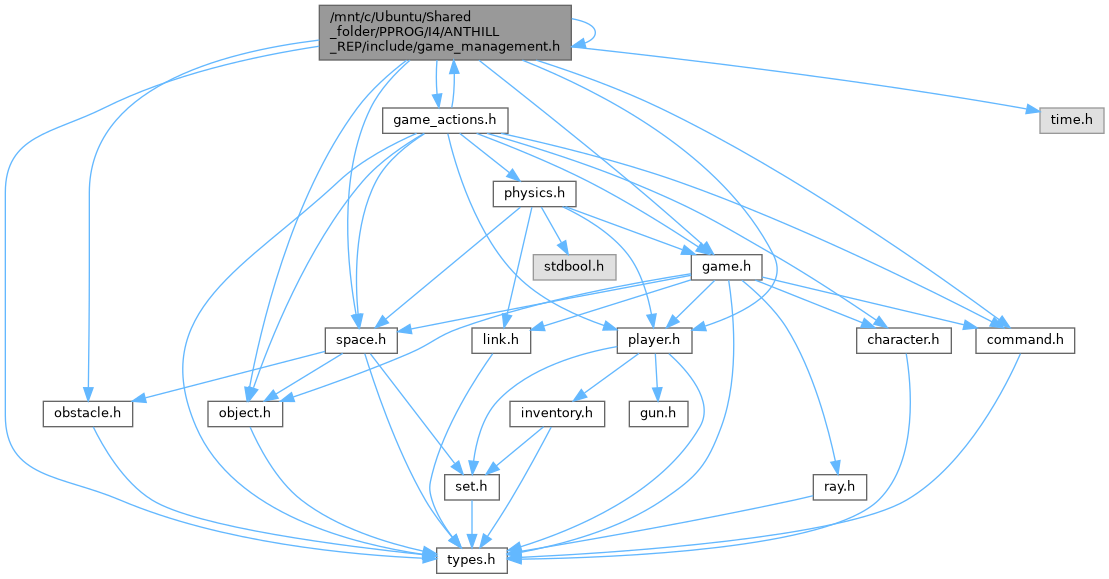 /mnt/c/Ubuntu/Shared
_folder/PPROG/I4/ANTHILL
_REP/include/game_management.h
game_actions.h
time.h
physics.h
stdbool.h
game.h
space.h
link.h
player.h
character.h
command.h
obstacle.h
object.h
inventory.h
gun.h
set.h
ray.h
types.h